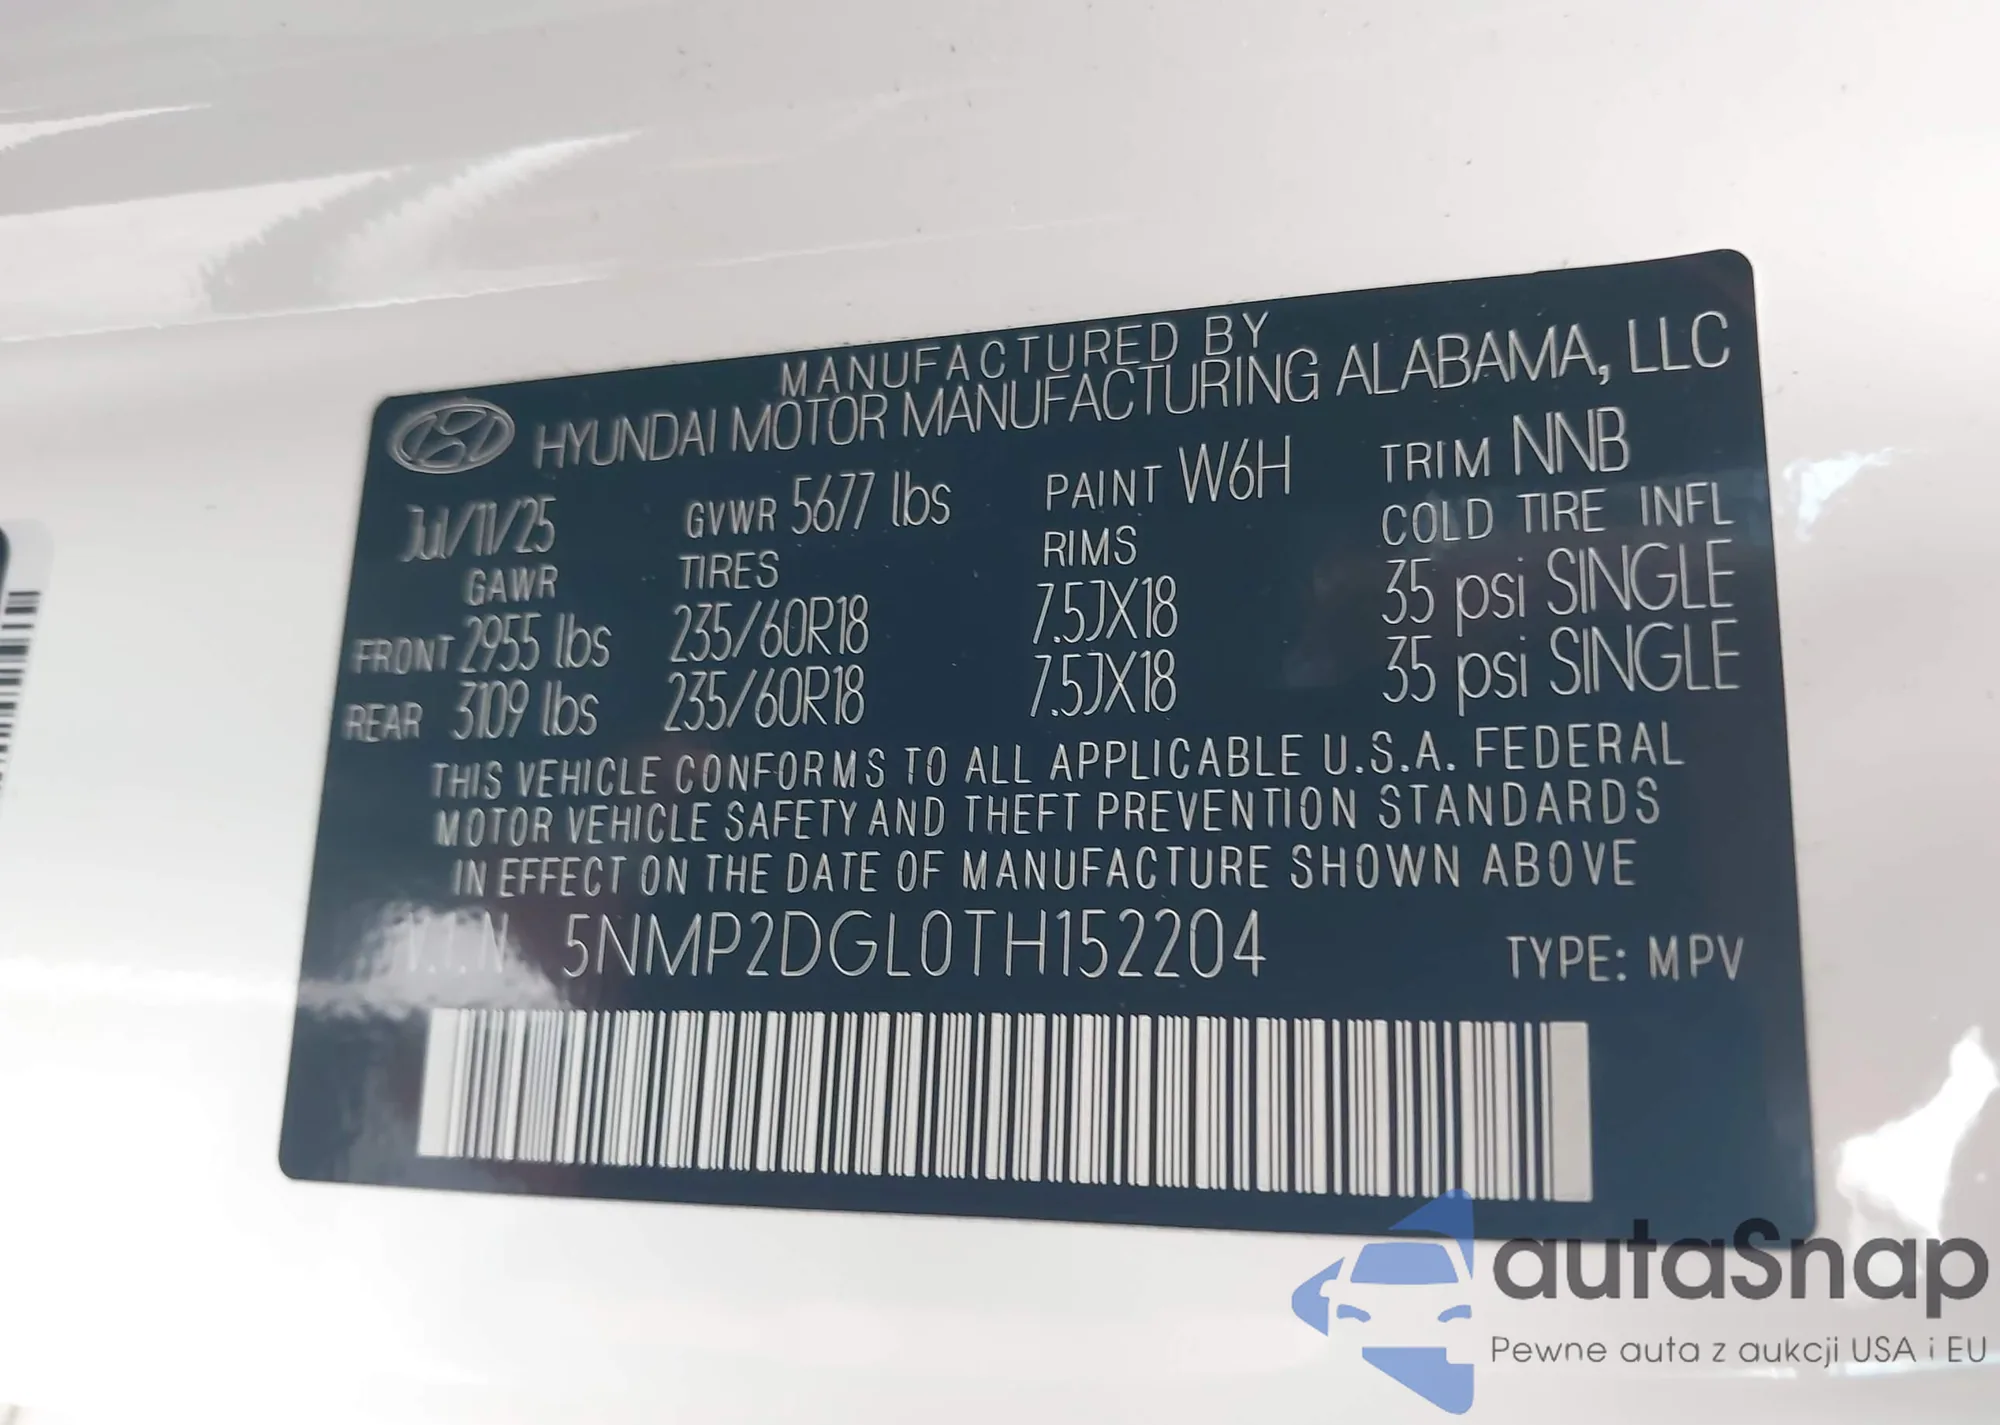 MANUFACTURED BY
HYUNDAI MOTOR MANUFACTURING ALABAMA, LLC
Jul/11/25 GVWR 5677 lbs PAINT W6H TRIM NNB
GAWR TIRES RIMS COLD TIRE INFL
FRONT 2955 lbs 235/60R18 7.5JX18 35 psi SINGLE
REAR 3109 lbs 235/60R18 7.5JX18 35 psi SINGLE
THIS VEHICLE CONFORMS TO ALL APPLICABLE U.S.A. FEDERAL
MOTOR VEHICLE SAFETY AND THEFT PREVENTION STANDARDS
IN EFFECT ON THE DATE OF MANUFACTURE SHOWN ABOVE
V.I.N 5NMP2DGL0TH152204 TYPE: MPV
autaSnap
Pewne auta z aukcji USA i EU